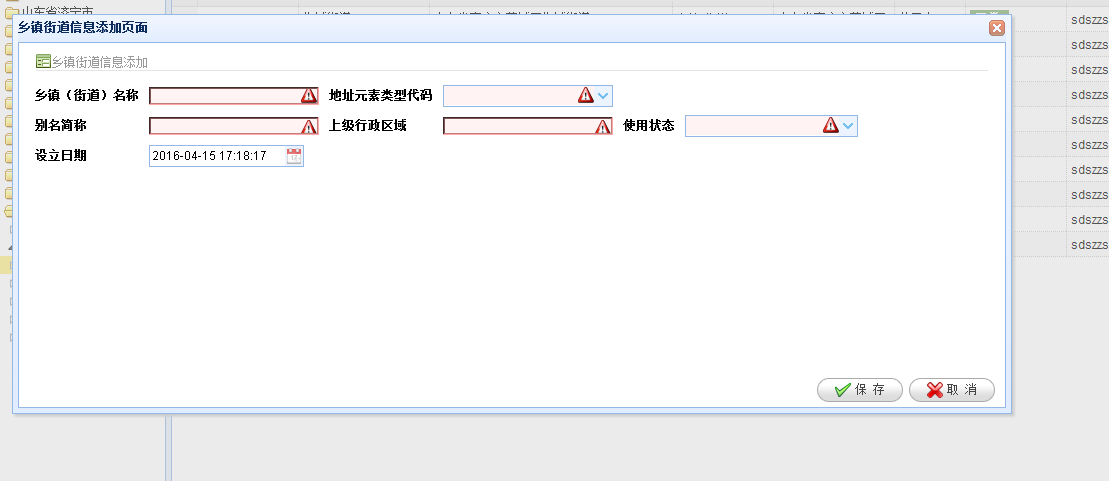 山东省济宁市
乡镇街道信息添加页面
乡镇街道信息添加
乡镇（街道）名称 地址元素类型代码
别名简称 上级行政区域 使用状态
设立日期 2016-04-15 17:18:17
保 存 取 消
sdszzs
sdszzs
sdszzs
sdszzs
sdszzs
sdszzs
sdszzs
sdszzs
sdszzs
sdszzs